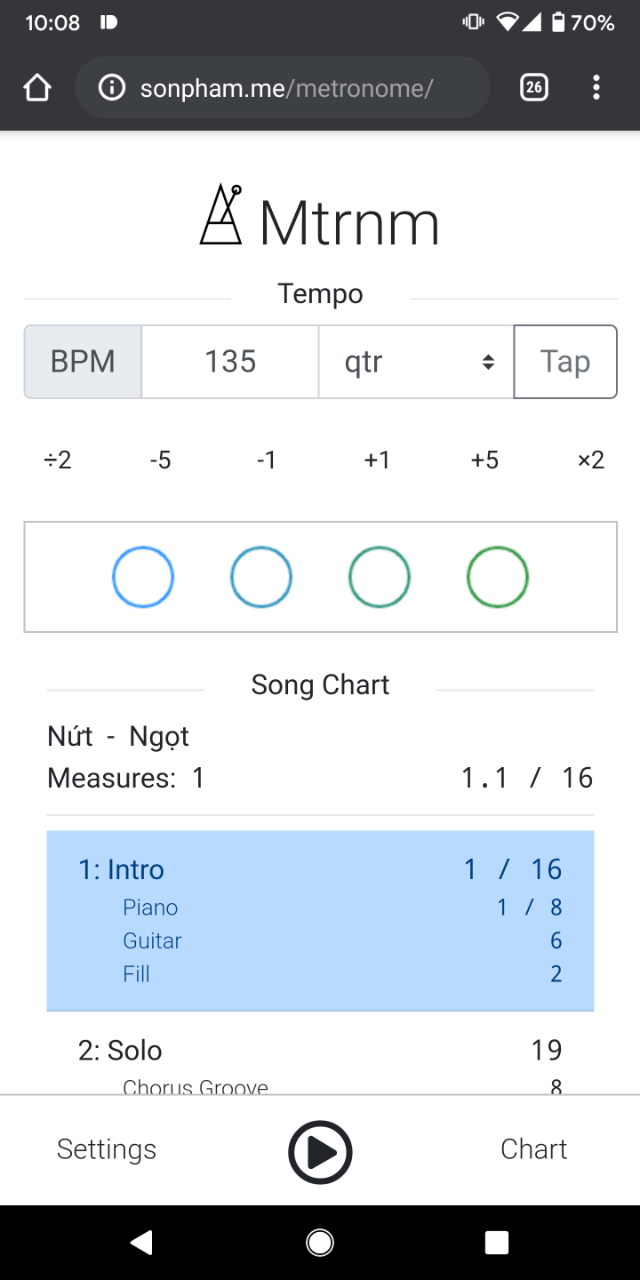 10:08 70%
sonpham.me/metronome/ 26
Mtrnm
Tempo
BPM 135 qtr Tap
÷2 -5 -1 +1 +5 ×2
Song Chart
Nứt - Ngọt
Measures: 1 1.1 / 16
1: Intro 1 / 16
Piano 1 / 8
Guitar 6
Fill 2
2: Solo 19
Chorus Groove 8
Settings Chart